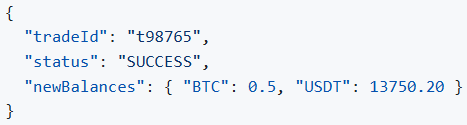 {
  "tradeId": "t98765",
  "status": "SUCCESS",
  "newBalances": { "BTC": 0.5, "USDT": 13750.20 }
}